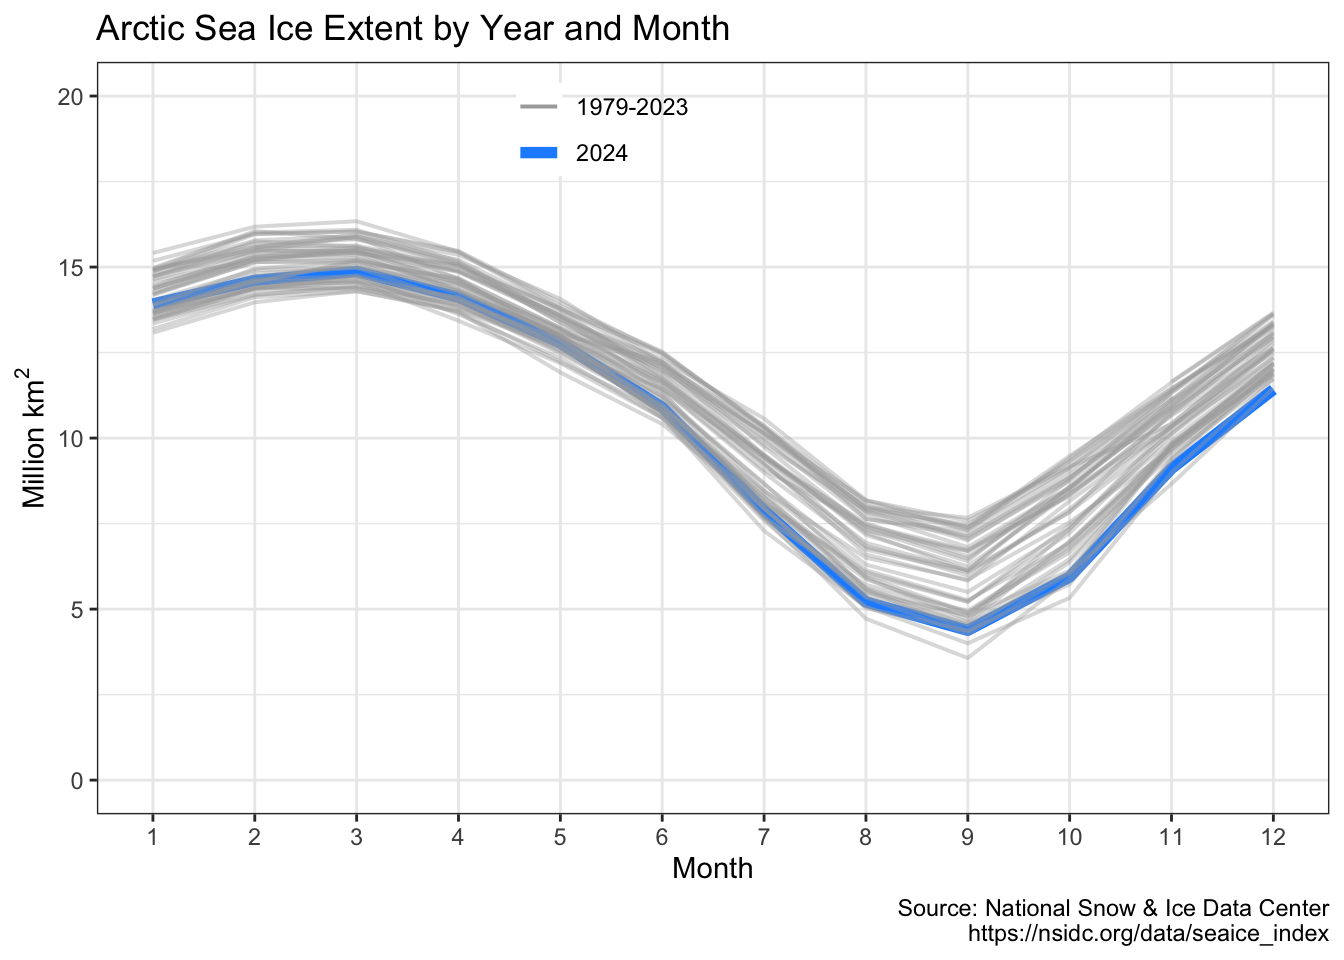 Arctic Sea Ice Extent by Year and Month
1979-2023
2024
20
15
10
5
0
Million km²
1 2 3 4 5 6 7 8 9 10 11 12
Month
Source: National Snow & Ice Data Center
https://nsidc.org/data/seaice_index